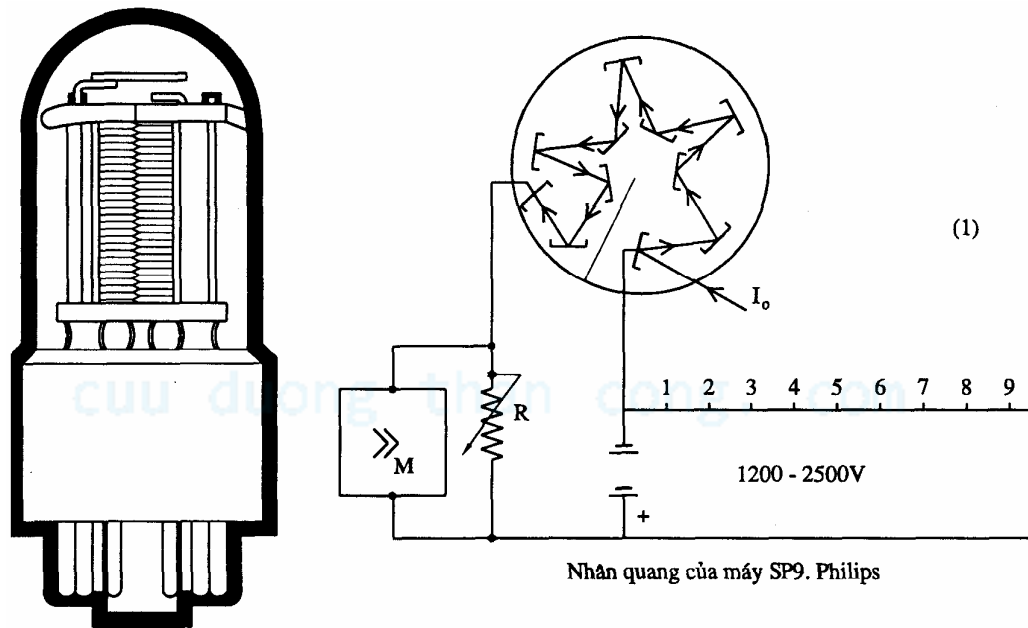 (1)
I₀
1 2 3 4 5 6 7 8 9
R
M
1200 - 2500V
+
cuu duong than cong . com
Nhân quang của máy SP9. Philips